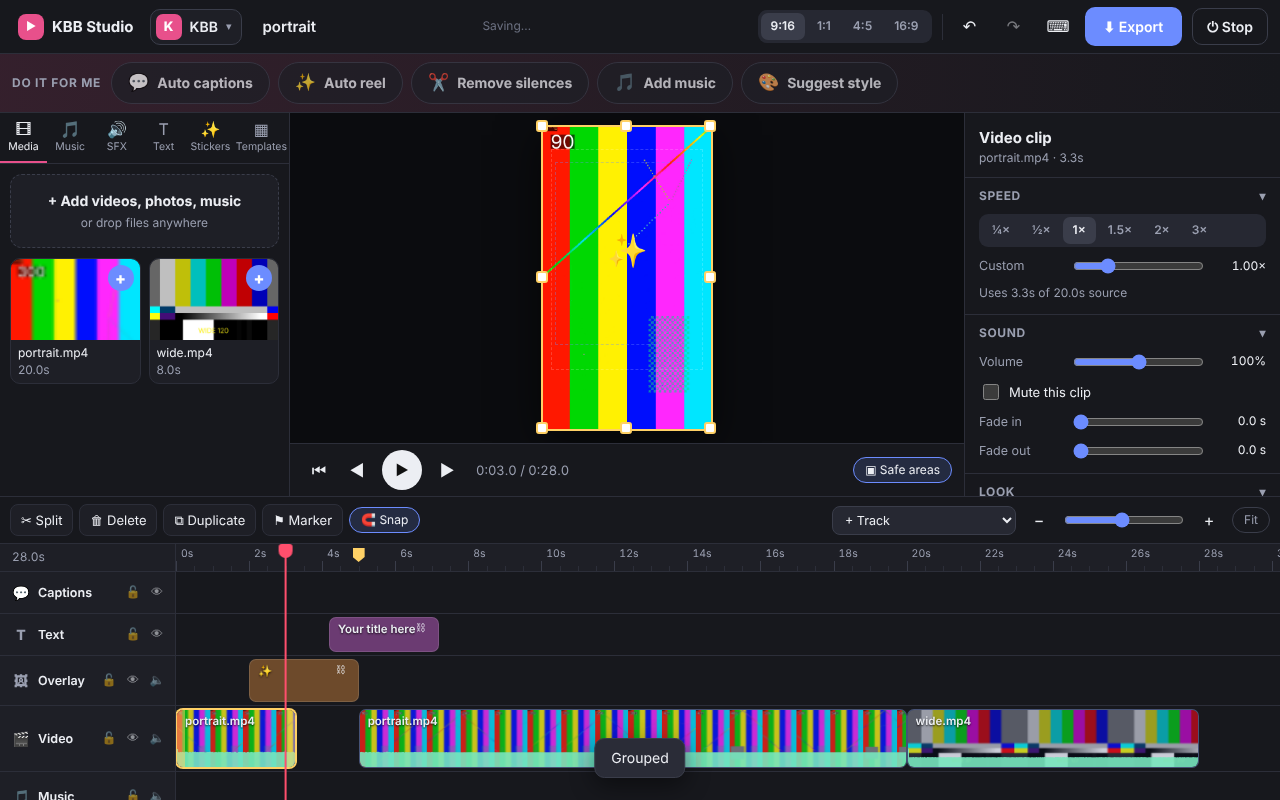 KBB Studio
K KBB
portrait
Saving...
9:16 1:1 4:5 16:9
Export
Stop
DO IT FOR ME
Auto captions
Auto reel
Remove silences
Add music
Suggest style
Media
Music
SFX
T
Text
Stickers
Templates
+ Add videos, photos, music
or drop files anywhere
300
portrait.mp4
20.0s
WIDE 120
wide.mp4
8.0s
90
0:03.0 / 0:28.0
Safe areas
Video clip
portrait.mp4 · 3.3s
SPEED
¼× ½× 1× 1.5× 2× 3×
Custom 1.00×
Uses 3.3s of 20.0s source
SOUND
Volume 100%
Mute this clip
Fade in 0.0 s
Fade out 0.0 s
LOOK
Split
Delete
Duplicate
Marker
Snap
+ Track
− +
Fit
28.0s
0s 2s 4s 6s 8s 10s 12s 14s 16s 18s 20s 22s 24s 26s 28s
Captions
T Text
Your title here
Overlay
Video
portrait.mp4
portrait.mp4
wide.mp4
Grouped
Music